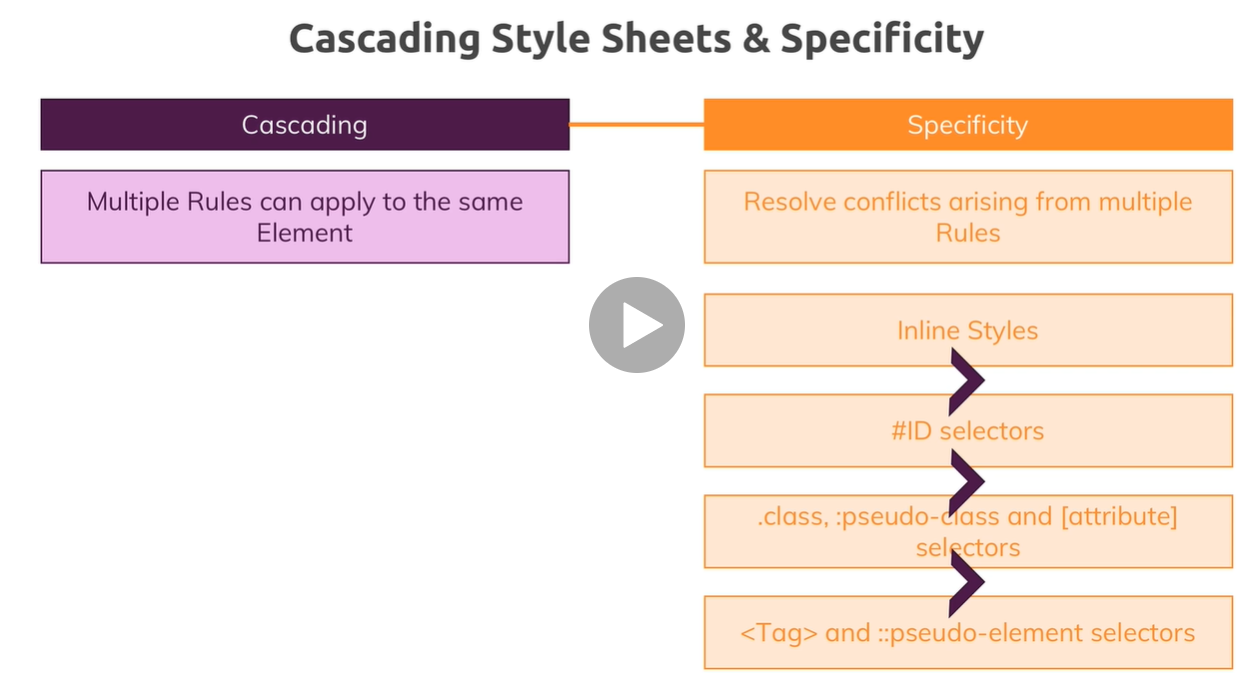 Cascading Style Sheets & Specificity
Cascading
Specificity
Multiple Rules can apply to the same
Element
Resolve conflicts arising from multiple
Rules
Inline Styles
#ID selectors
.class, :pseudo-class and [attribute]
selectors
<Tag> and ::pseudo-element selectors